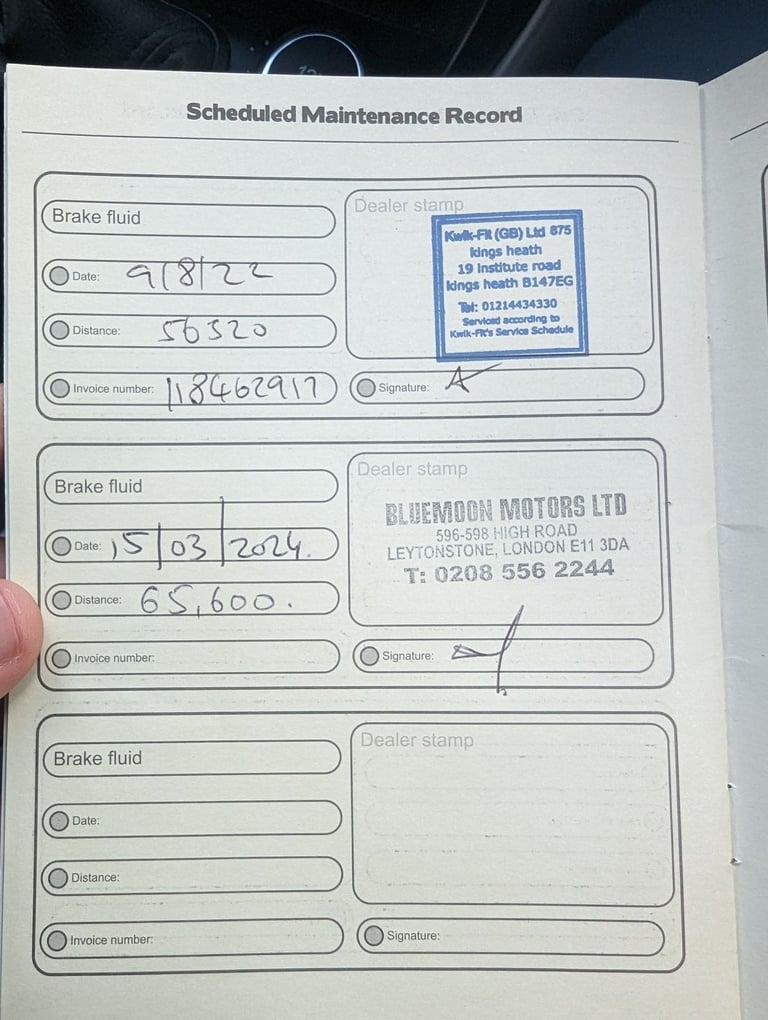 Scheduled Maintenance Record
Brake fluid
Date: 9/8/22
Distance: 56520
Invoice number: 118462917
Dealer stamp
Kwik-Fit (GB) Ltd 875
kings heath
19 institute road
kings heath B147EG
Tel: 01214434330
Serviced according to
Kwik-Fit's Service Schedule
Signature:
Brake fluid
Date: 15/03/2024.
Distance: 65,600.
Invoice number:
Dealer stamp
BLUEMOON MOTORS LTD
596-598 HIGH ROAD
LEYTONSTONE, LONDON E11 3DA
T: 0208 556 2244
Signature:
Brake fluid
Date:
Distance:
Invoice number:
Dealer stamp
Signature: